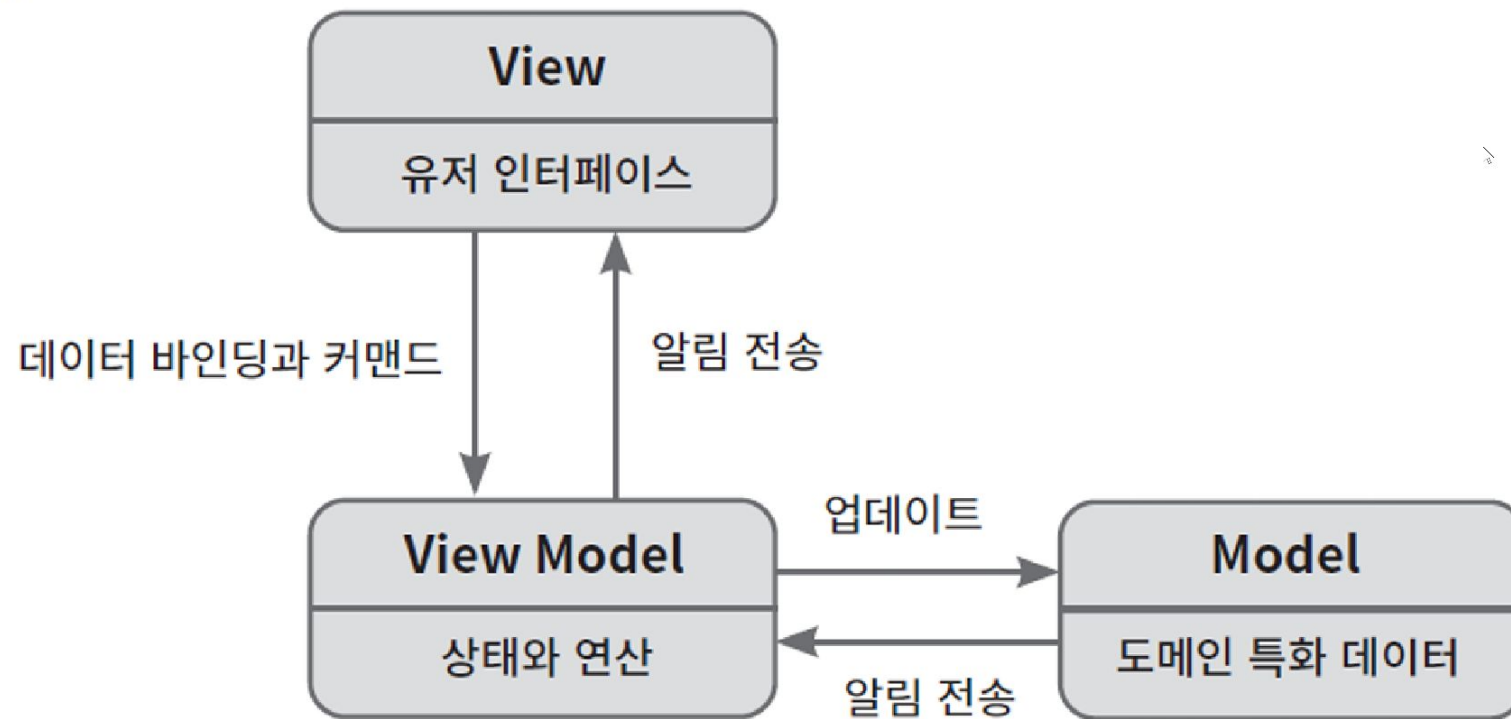 View
유저 인터페이스
데이터 바인딩과 커맨드
알림 전송
View Model
상태와 연산
업데이트
알림 전송
Model
도메인 특화 데이터